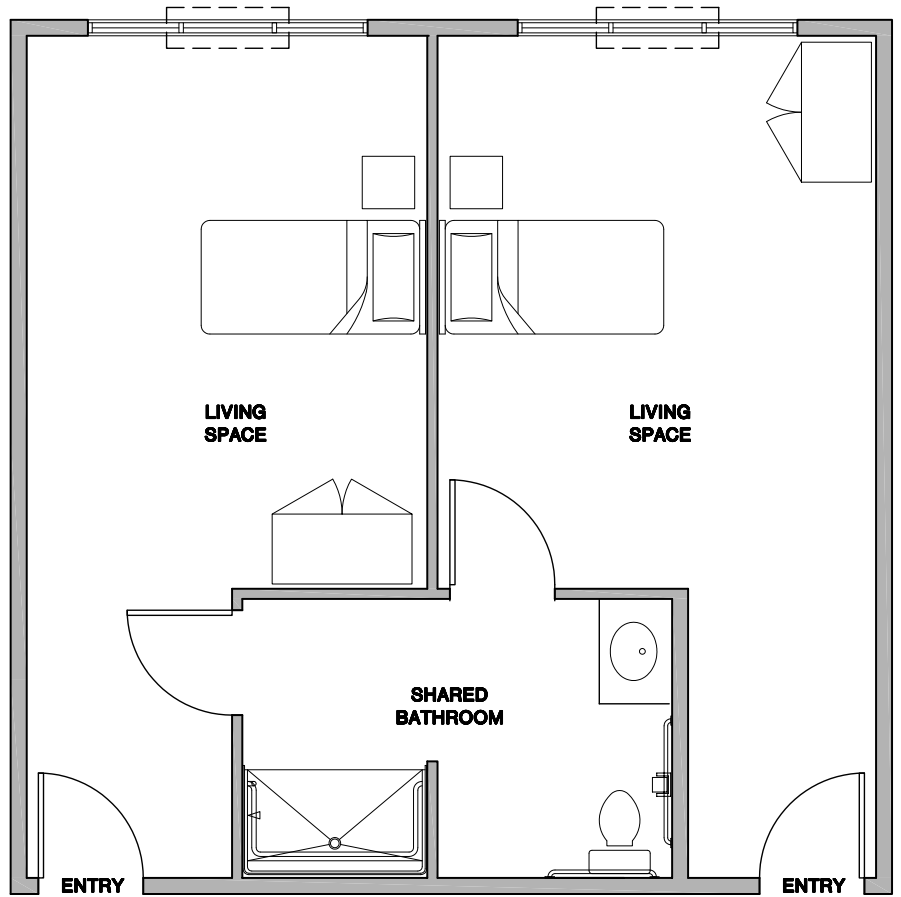 LIVING
SPACE
LIVING
SPACE
SHARED
BATHROOM
ENTRY
ENTRY